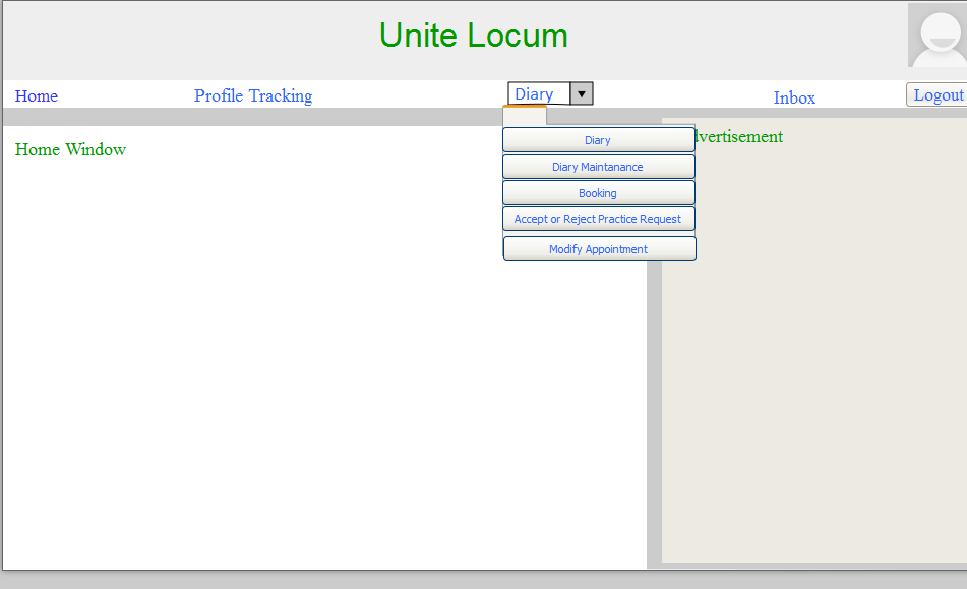 Unite Locum
Home
Profile Tracking
Diary
Inbox
Logout
Home Window
vertisement
Diary
Diary Maintanance
Booking
Accept or Reject Practice Request
Modify Appointment